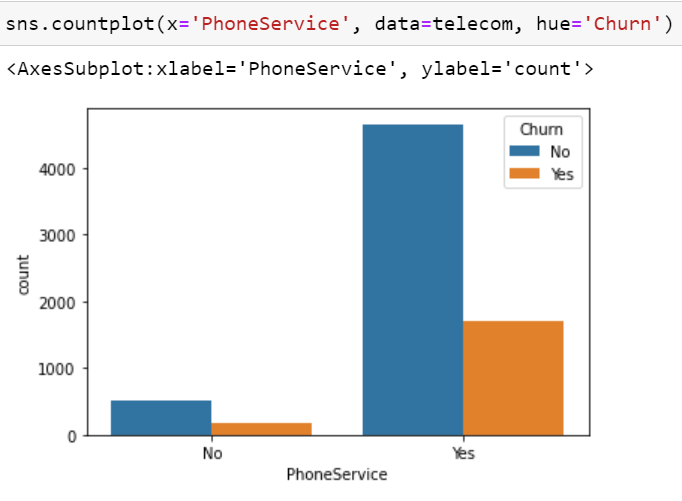 sns.countplot(x='PhoneService', data=telecom, hue='Churn')
<AxesSubplot:xlabel='PhoneService', ylabel='count'>
Churn
No
Yes
4000
3000
2000
1000
0
count
No
Yes
PhoneService